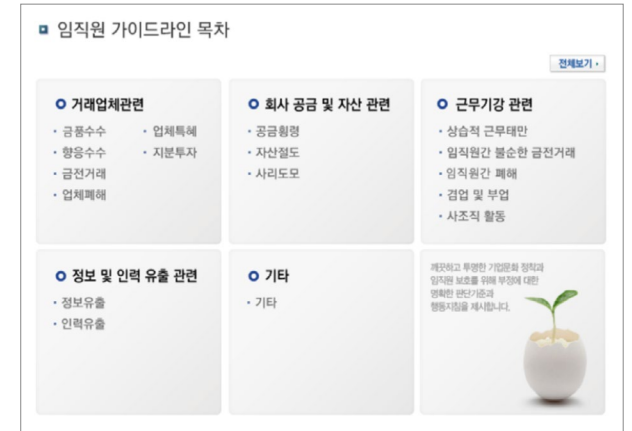 임직원 가이드라인 목차
전체보기
거래업체관련
금품수수 업체특혜
향응수수 지분투자
금전거래
업체폐해
회사 공금 및 자산 관련
공금횡령
자산절도
사리도모
근무기강 관련
상습적 근무태만
임직원간 불순한 금전거래
임직원간 폐해
겸업 및 부업
사조직 활동
정보 및 인력 유출 관련
정보유출
인력유출
기타
기타
깨끗하고 투명한 기업문화 정착과
임직원 보호를 위해 부정에 대한
명확한 판단기준과
행동지침을 제시합니다.